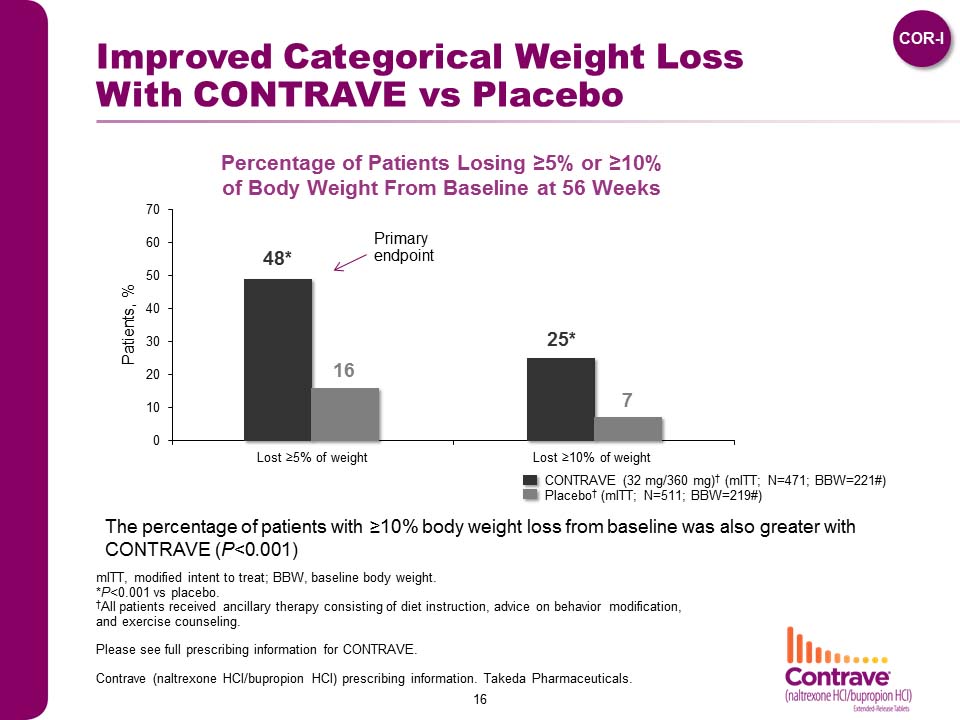 COR-I
Improved Categorical Weight Loss
With CONTRAVE vs Placebo
Percentage of Patients Losing ≥5% or ≥10%
of Body Weight From Baseline at 56 Weeks
Patients, %
70
60
50
40
30
20
10
0
48*
16
Primary
endpoint
25*
7
Lost ≥5% of weight
Lost ≥10% of weight
CONTRAVE (32 mg/360 mg)† (mITT; N=471; BBW=221#)
Placebo† (mITT; N=511; BBW=219#)
The percentage of patients with ≥10% body weight loss from baseline was also greater with
CONTRAVE (P<0.001)
mITT, modified intent to treat; BBW, baseline body weight.
*P<0.001 vs placebo.
†All patients received ancillary therapy consisting of diet instruction, advice on behavior modification,
and exercise counseling.
Please see full prescribing information for CONTRAVE.
Contrave (naltrexone HCl/bupropion HCl) prescribing information. Takeda Pharmaceuticals.
16
Contrave®
(naltrexone HCl/bupropion HCl)
Extended-Release Tablets